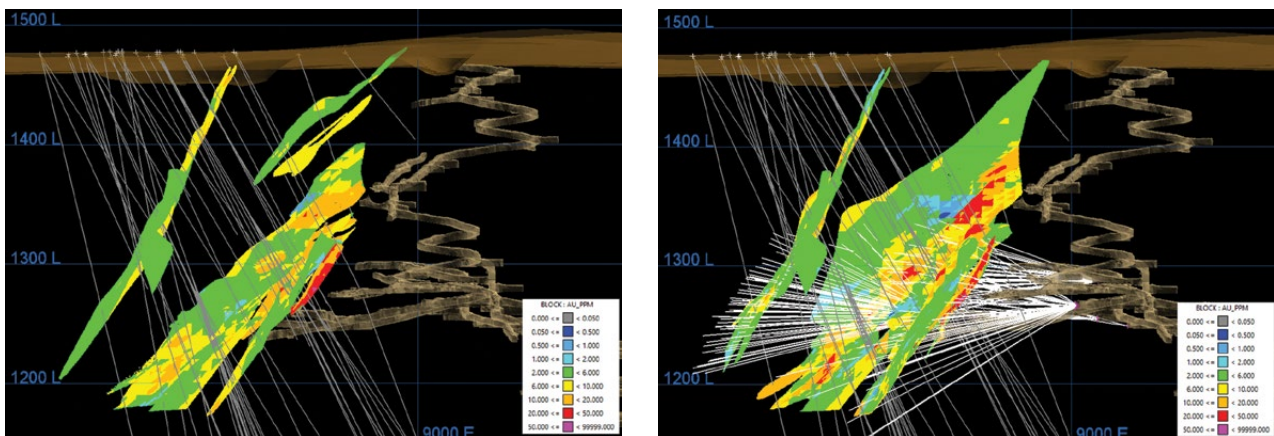 1500 L
1400 L
1300 L
1200 L
9000 E
BLOCK : AU_PPM
0.000 <= < 0.050
0.050 <= < 0.500
0.500 <= < 1.000
1.000 <= < 2.000
2.000 <= < 6.000
6.000 <= < 10.000
10.000 <= < 20.000
20.000 <= < 50.000
50.000 <= < 99999.000
1500 L
1400 L
1300 L
1200 L
9000 E
BLOCK : AU_PPM
0.000 <= < 0.050
0.050 <= < 0.500
0.500 <= < 1.000
1.000 <= < 2.000
2.000 <= < 6.000
6.000 <= < 10.000
10.000 <= < 20.000
20.000 <= < 50.000
50.000 <= < 99999.000